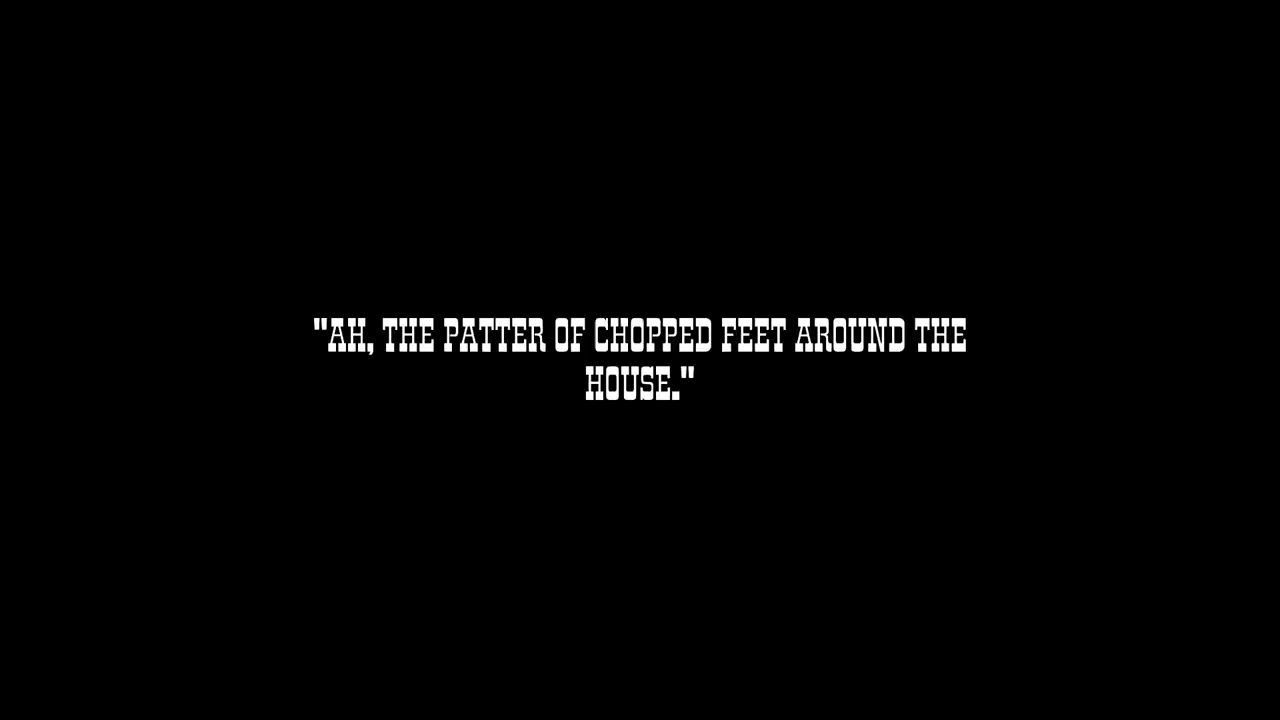 "AH, THE PATTER OF CHOPPED FEET AROUND THE
HOUSE."